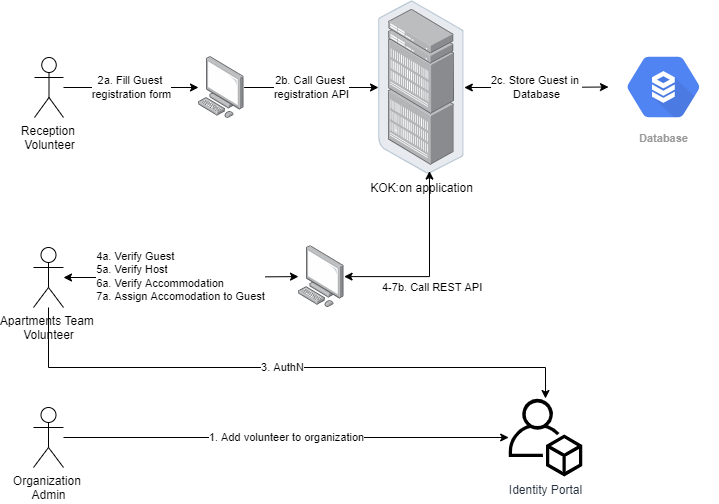 2a. Fill Guest
registration form
2b. Call Guest
registration API
2c. Store Guest in
Database
Reception
Volunteer
Database
KOK:on application
4a. Verify Guest
5a. Verify Host
6a. Verify Accommodation
7a. Assign Accomodation to Guest
4-7b. Call REST API
Apartments Team
Volunteer
3. AuthN
1. Add volunteer to organization
Organization
Admin
Identity Portal